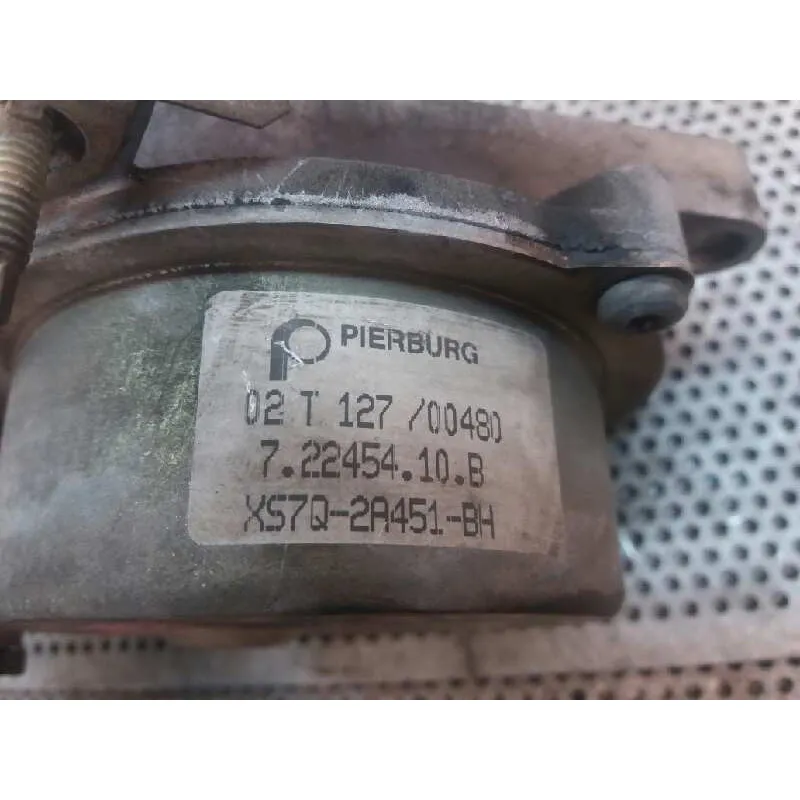 PIERBURG
02 T 127 /00480
7.22454.10.B
XS7Q-2A451-BH